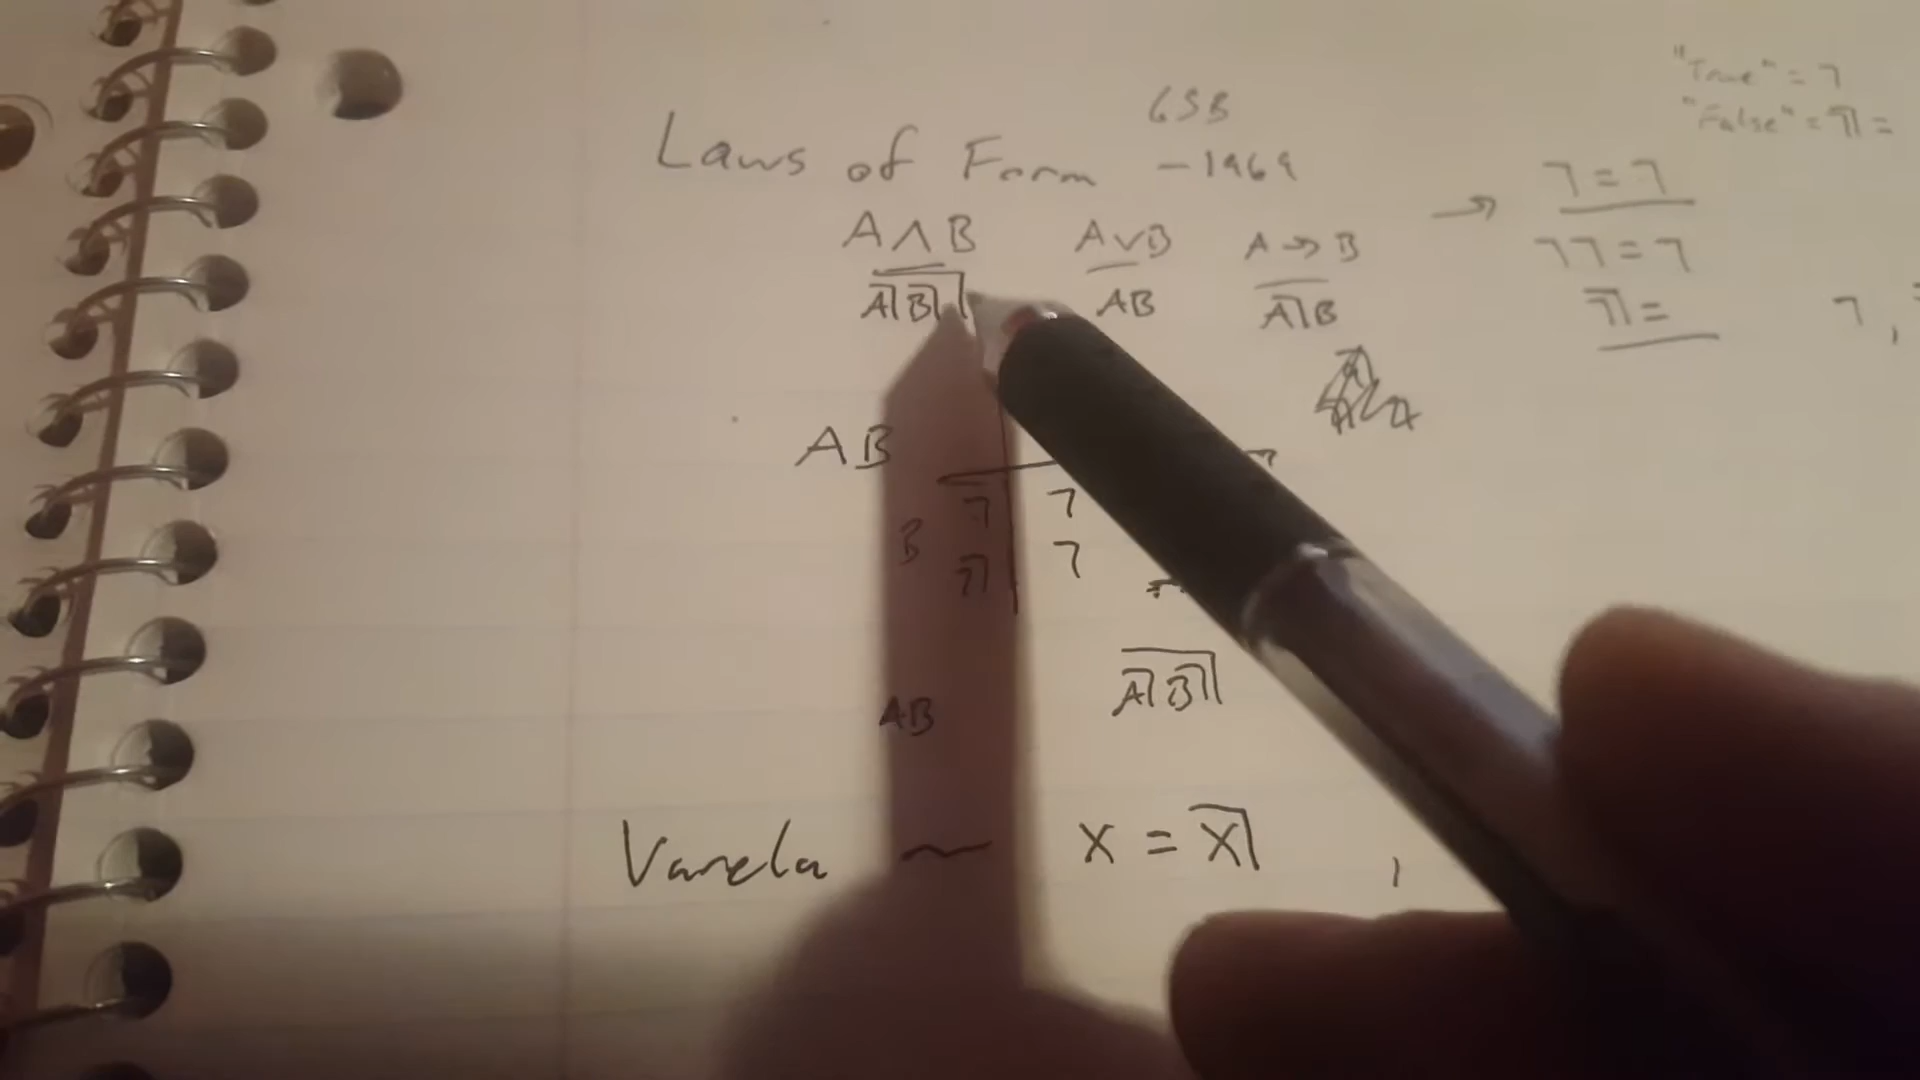 "True" = ⏋
"False" = ⏋⏋ =
GSB
Laws of Form - 1969
A ∧ B A ∨ B A → B → ⏋ = ⏋
A⏋B⏋⏋ AB A⏋B ⏋⏋ = ⏋
⏋⏋ = ⏋ ,
AB
⏋ ⏋
B ⏋⏋ ⏋
AB A⏋B⏋⏋
Varela ~ X = X⏋ ,